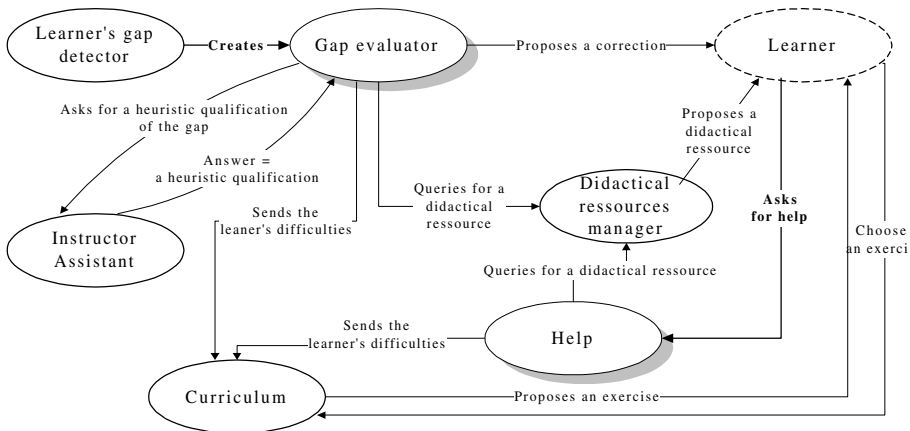 Learner's gap
detector
Creates
Gap evaluator
Proposes a correction
Learner
Asks for a heuristic qualification
of the gap
Answer =
a heuristic qualification
Proposes a
didactical
ressource
Instructor
Assistant
Sends the
leaner's difficulties
Queries for a
didactical
ressource
Didactical
ressources
manager
Asks
for help
Choose
an exerci
Queries for a didactical ressource
Sends the
learner's difficulties
Help
Curriculum
Proposes an exercise